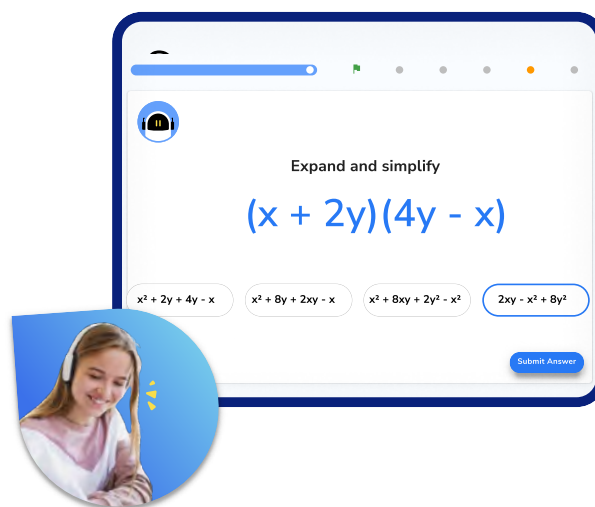 Expand and simplify
(x + 2y)(4y - x)
x² + 2y + 4y - x
x² + 8y + 2xy - x
x² + 8xy + 2y² - x²
2xy - x² + 8y²
Submit Answer